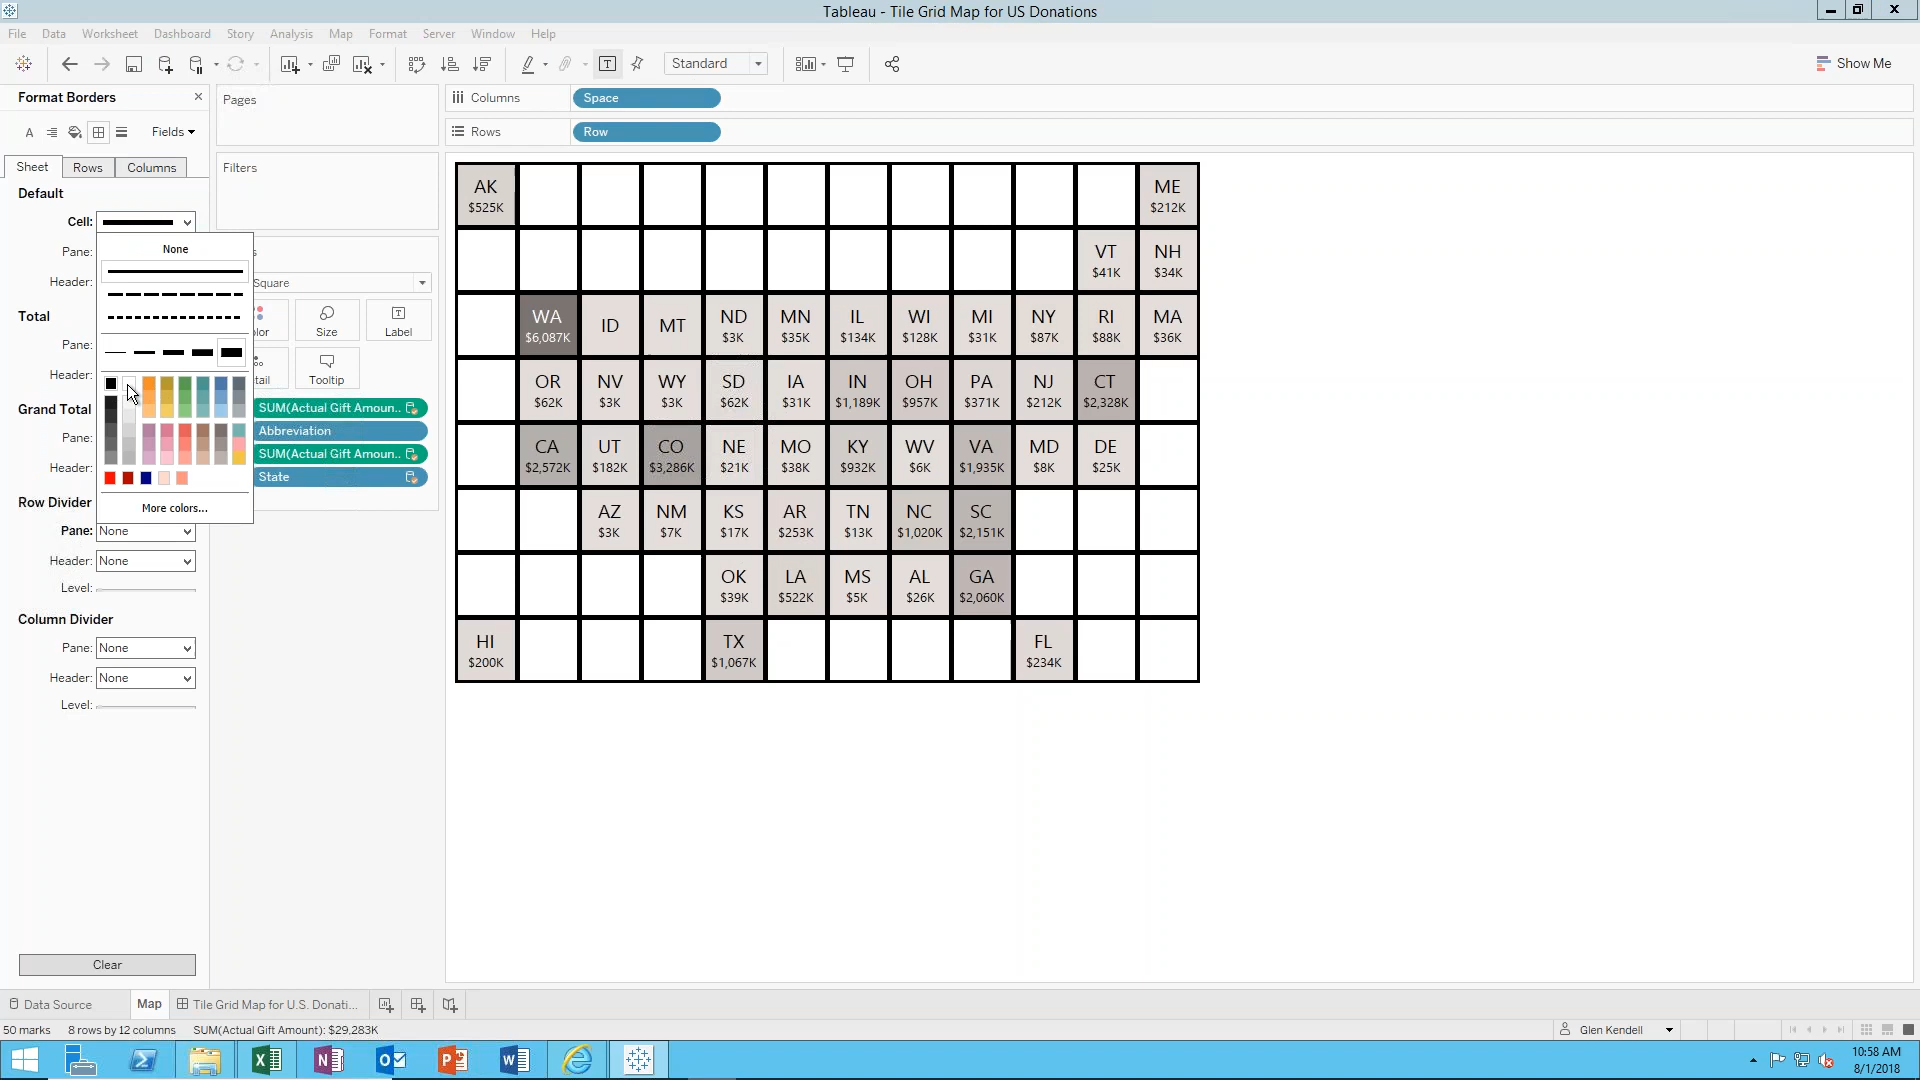 Tableau - Tile Grid Map for US Donations
File Data Worksheet Dashboard Story Analysis Map Format Server Window Help
Standard
Show Me
Format Borders
Fields
Sheet Rows Columns
Default
Cell:
None
Pane:
Header:
Total
Pane:
Header:
Grand Total
Pane:
Header:
More colors...
Row Divider
Pane: None
Header: None
Level:
Column Divider
Pane: None
Header: None
Level:
Clear
Pages
Filters
Square
Size
Label
Tooltip
SUM(Actual Gift Amoun..
Abbreviation
SUM(Actual Gift Amoun..
State
Columns Space
Rows Row
AK ME
$525K $212K
VT NH
$41K $34K
WA ID MT ND MN IL WI MI NY RI MA
$6,087K $3K $35K $134K $128K $31K $87K $88K $36K
OR NV WY SD IA IN OH PA NJ CT
$62K $3K $3K $62K $31K $1,189K $957K $371K $212K $2,328K
CA UT CO NE MO KY WV VA MD DE
$2,572K $182K $3,286K $21K $38K $932K $6K $1,935K $8K $25K
AZ NM KS AR TN NC SC
$3K $7K $17K $253K $13K $1,020K $2,151K
OK LA MS AL GA
$39K $522K $5K $26K $2,060K
HI TX FL
$200K $1,067K $234K
Data Source Map Tile Grid Map for U.S. Donati...
50 marks 8 rows by 12 columns SUM(Actual Gift Amount): $29,283K
Glen Kendell
10:58 AM
8/1/2018